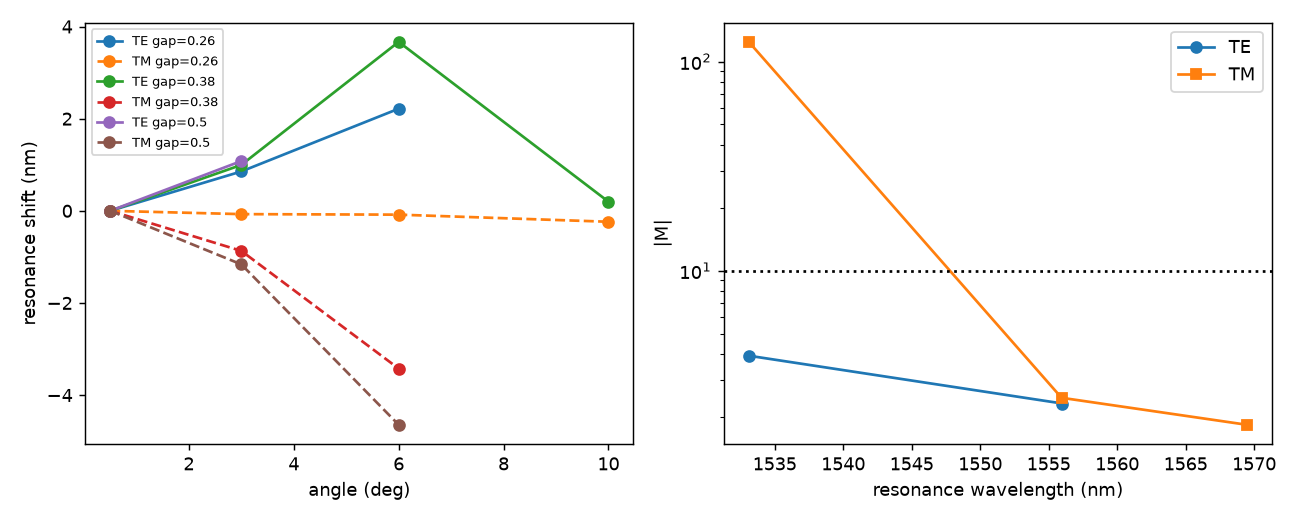 4
2
0
−2
−4
resonance shift (nm)
TE gap=0.26
TM gap=0.26
TE gap=0.38
TM gap=0.38
TE gap=0.5
TM gap=0.5
2 4 6 8 10
angle (deg)
10²
10¹
|M|
TE
TM
1535 1540 1545 1550 1555 1560 1565 1570
resonance wavelength (nm)